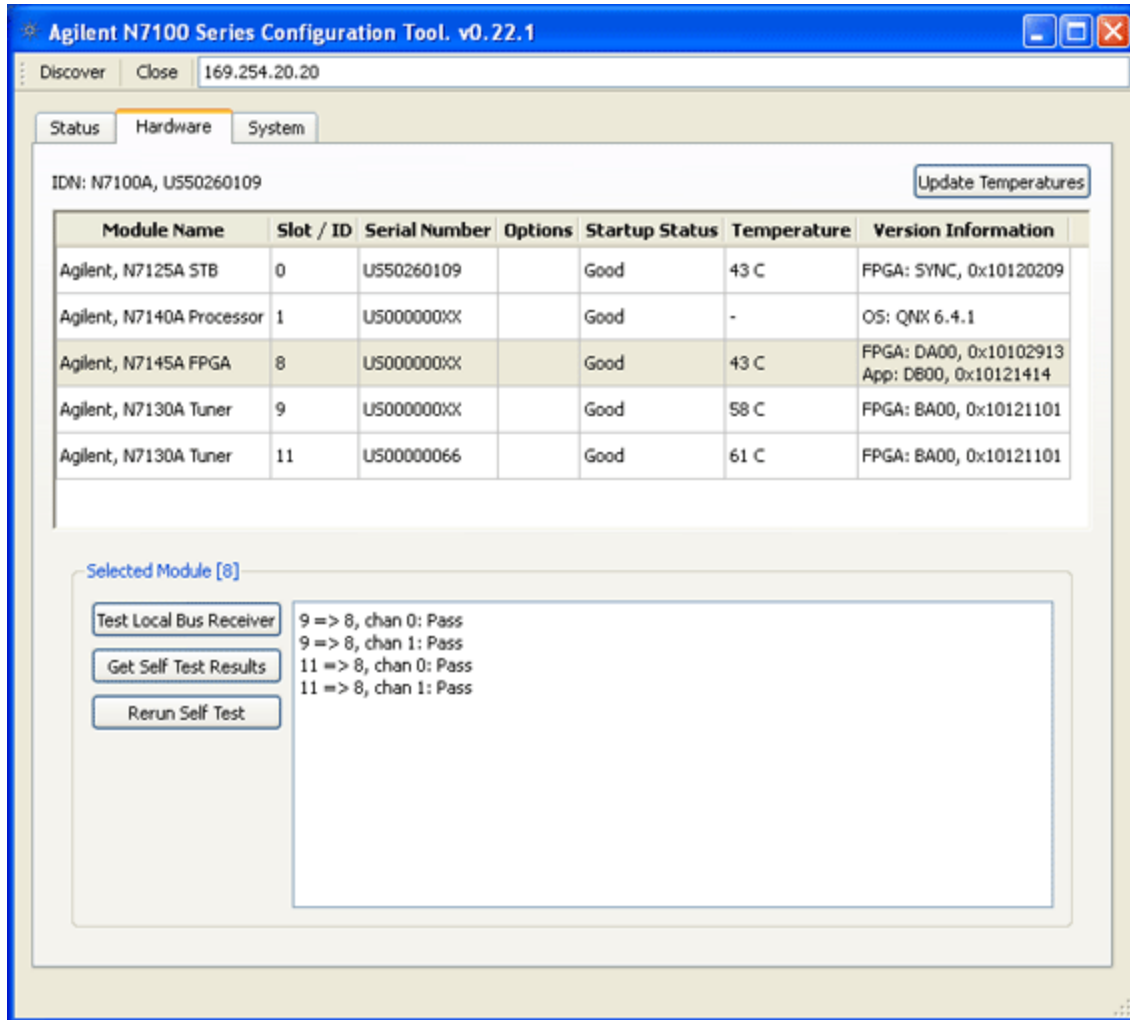 Agilent N7100 Series Configuration Tool. v0.22.1
Discover Close 169.254.20.20
Status Hardware System
IDN: N7100A, US50260109 Update Temperatures
Module Name Slot / ID Serial Number Options Startup Status Temperature Version Information
Agilent, N7125A STB 0 US50260109 Good 43 C FPGA: SYNC, 0x10120209
Agilent, N7140A Processor 1 US000000XX Good - OS: QNX 6.4.1
Agilent, N7145A FPGA 8 US000000XX Good 43 C FPGA: DA00, 0x10102913
App: DB00, 0x10121414
Agilent, N7130A Tuner 9 US000000XX Good 58 C FPGA: BA00, 0x10121101
Agilent, N7130A Tuner 11 US00000066 Good 61 C FPGA: BA00, 0x10121101
Selected Module [8]
Test Local Bus Receiver
Get Self Test Results
Rerun Self Test
9 => 8, chan 0: Pass
9 => 8, chan 1: Pass
11 => 8, chan 0: Pass
11 => 8, chan 1: Pass